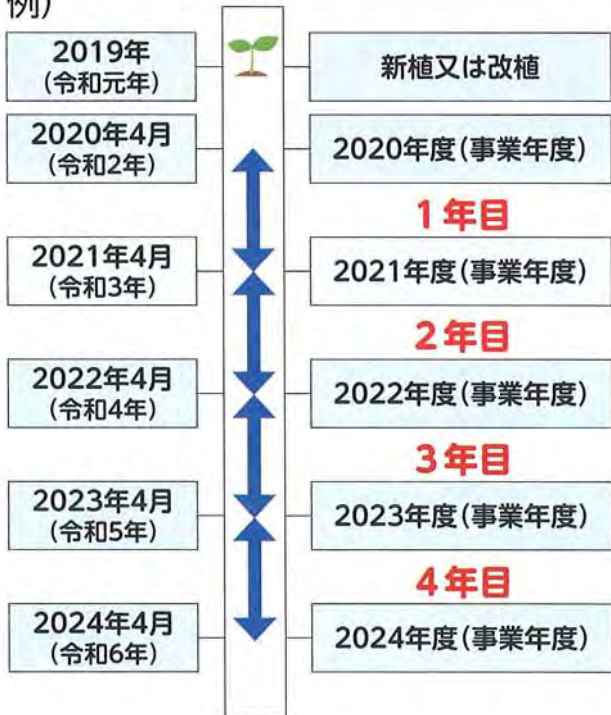 例)
2019年
(令和元年)
新植又は改植
2020年4月
(令和2年)
2020年度(事業年度)
1年目
2021年4月
(令和3年)
2021年度(事業年度)
2年目
2022年4月
(令和4年)
2022年度(事業年度)
3年目
2023年4月
(令和5年)
2023年度(事業年度)
4年目
2024年4月
(令和6年)
2024年度(事業年度)